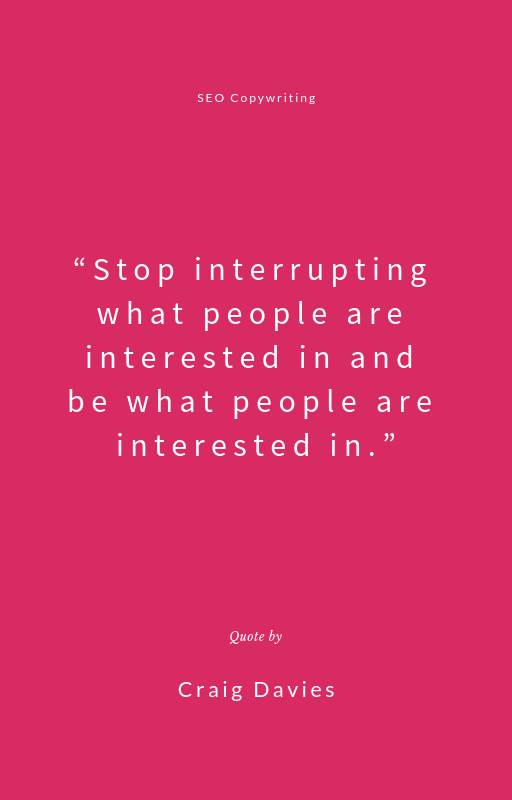 SEO Copywriting
“Stop interrupting
what people are
interested in and
be what people are
interested in.”
Quote by
Craig Davies